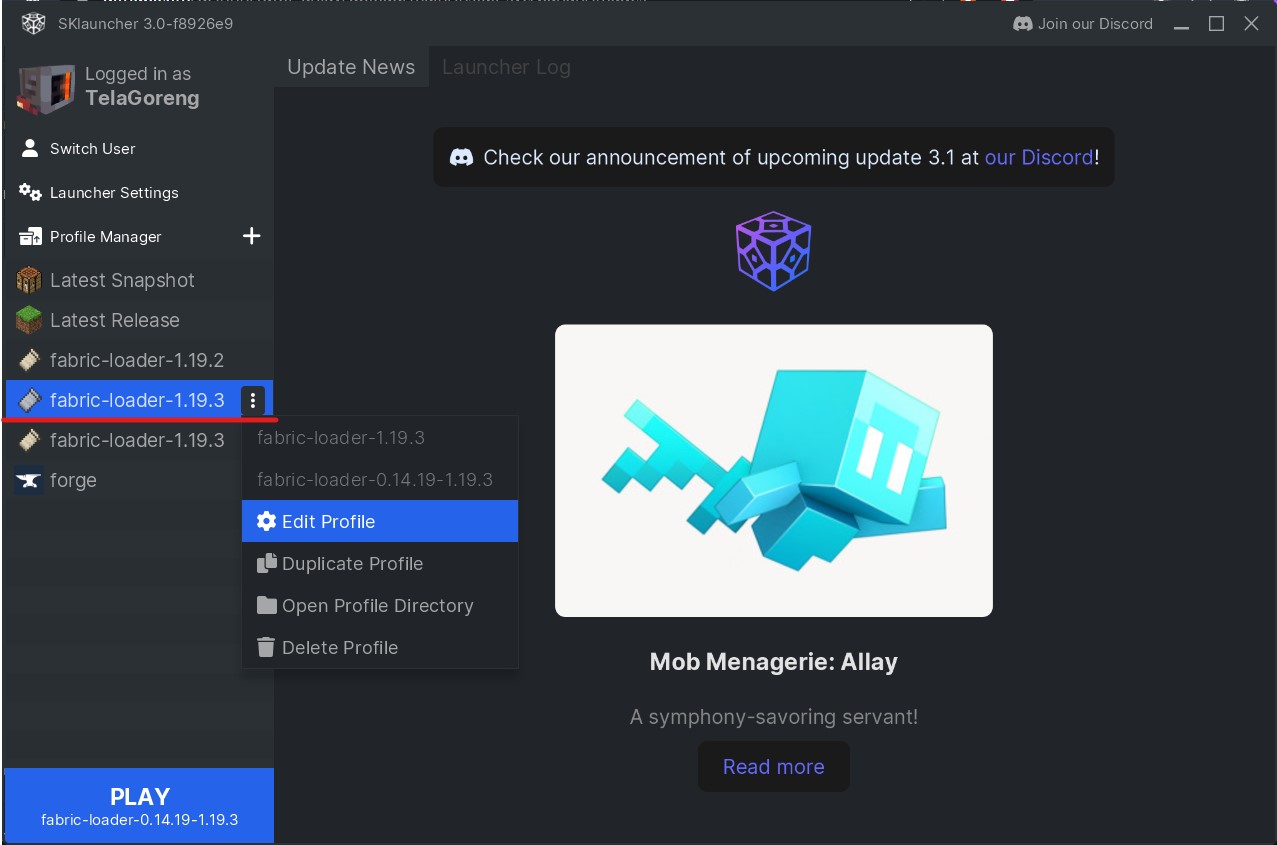 SKlauncher 3.0-f8926e9
Join our Discord
Logged in as
TelaGoreng
Switch User
Launcher Settings
Profile Manager
Latest Snapshot
Latest Release
fabric-loader-1.19.2
fabric-loader-1.19.3
fabric-loader-1.19.3
forge
fabric-loader-1.19.3
fabric-loader-0.14.19-1.19.3
Edit Profile
Duplicate Profile
Open Profile Directory
Delete Profile
PLAY
fabric-loader-0.14.19-1.19.3
Update News
Launcher Log
Check our announcement of upcoming update 3.1 at our Discord!
Mob Menagerie: Allay
A symphony-savoring servant!
Read more